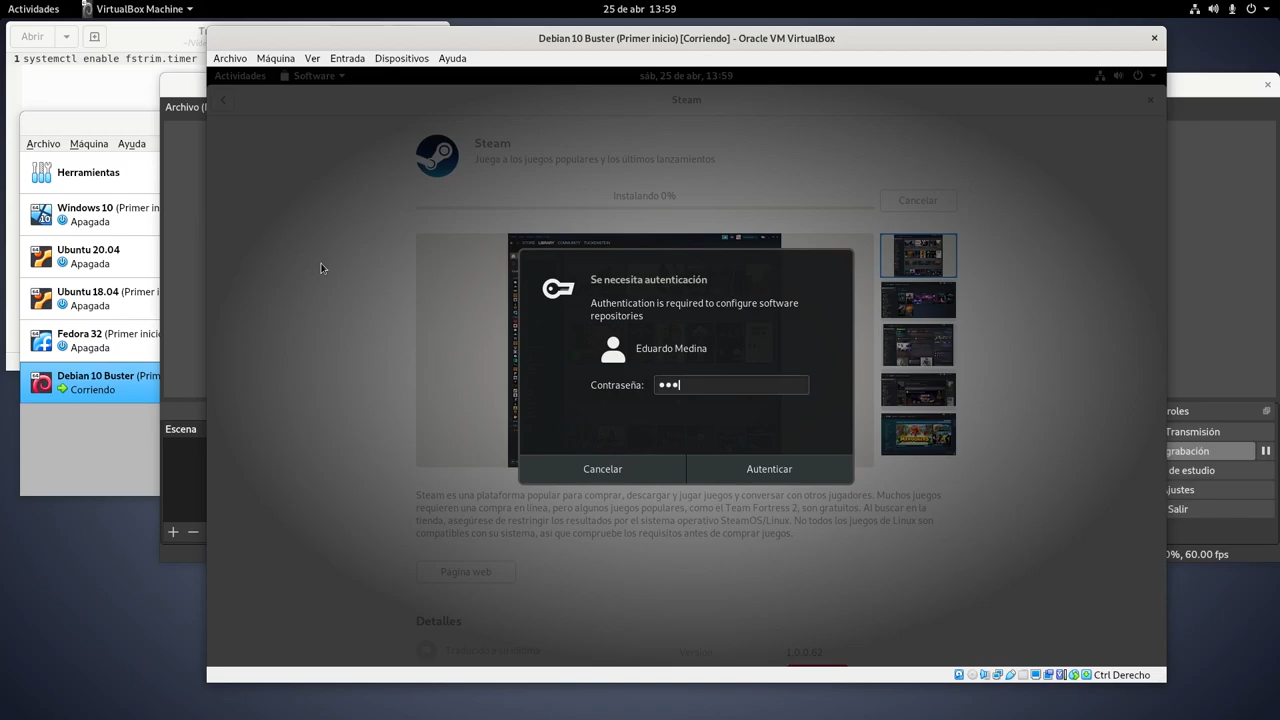 Actividades
VirtualBox Machine
25 de abr 13:59
Abrir
1 systemctl enable fstrim.timer
Debian 10 Buster (Primer inicio) [Corriendo] - Oracle VM VirtualBox
Archivo Máquina Ver Entrada Dispositivos Ayuda
Actividades
Software
sáb, 25 de abr, 13:59
Steam
Archivo
Archivo Máquina Ayuda
Herramientas
Windows 10 (Primer in
Apagada
Ubuntu 20.04
Apagada
Ubuntu 18.04 (Primer i
Apagada
Fedora 32 (Primer inicio
Apagada
Debian 10 Buster (Prim
Corriendo
Escena
Steam
Juega a los juegos populares y los últimos lanzamientos
Instalando 0%
Cancelar
Se necesita autenticación
Authentication is required to configure software
repositories
Eduardo Medina
Contraseña:
Cancelar
Autenticar
Steam es una plataforma popular para comprar, descargar y jugar juegos y conversar con otros jugadores. Muchos juegos
requieren una compra en línea, pero algunos juegos populares, como el Team Fortress 2, son gratuitos. Al buscar en la
tienda, asegurese de restringir los resultados por el sistema operativo SteamOS/Linux. No todos los juegos de Linux son
compatibles con su sistema, asi que compruebe los requisitos antes de comprar juegos.
Página web
Detalles
Traducido a su idioma
Versión
1.0.0.62
roles
Transmisión
grabación
de estudio
Ajustes
Salir
0%, 60.00 fps
Ctrl Derecho